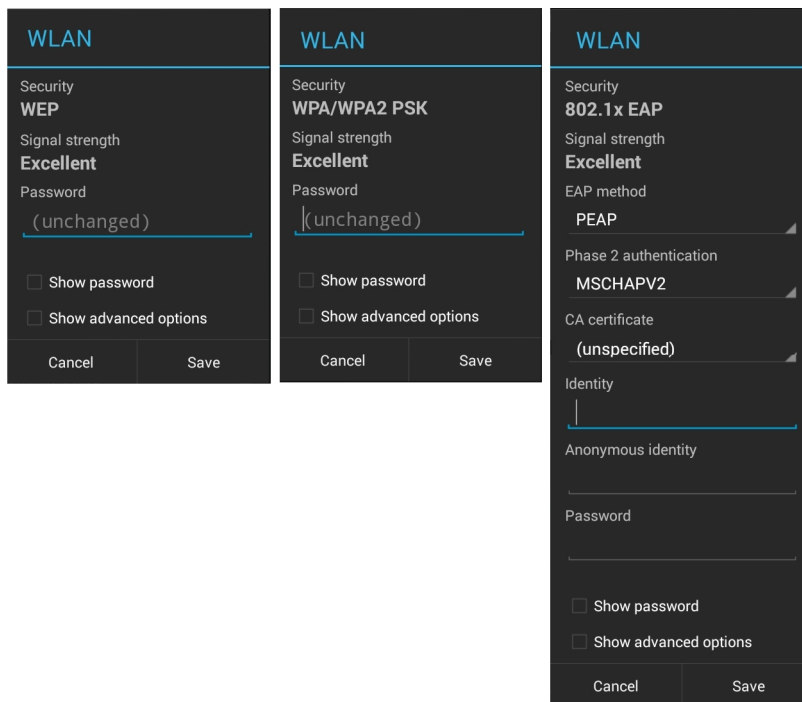 WLAN
Security
WEP
Signal strength
Excellent
Password
(unchanged)
Show password
Show advanced options
Cancel Save
WLAN
Security
WPA/WPA2 PSK
Signal strength
Excellent
Password
(unchanged)
Show password
Show advanced options
Cancel Save
WLAN
Security
802.1x EAP
Signal strength
Excellent
EAP method
PEAP
Phase 2 authentication
MSCHAPV2
CA certificate
(unspecified)
Identity
Anonymous identity
Password
Show password
Show advanced options
Cancel Save